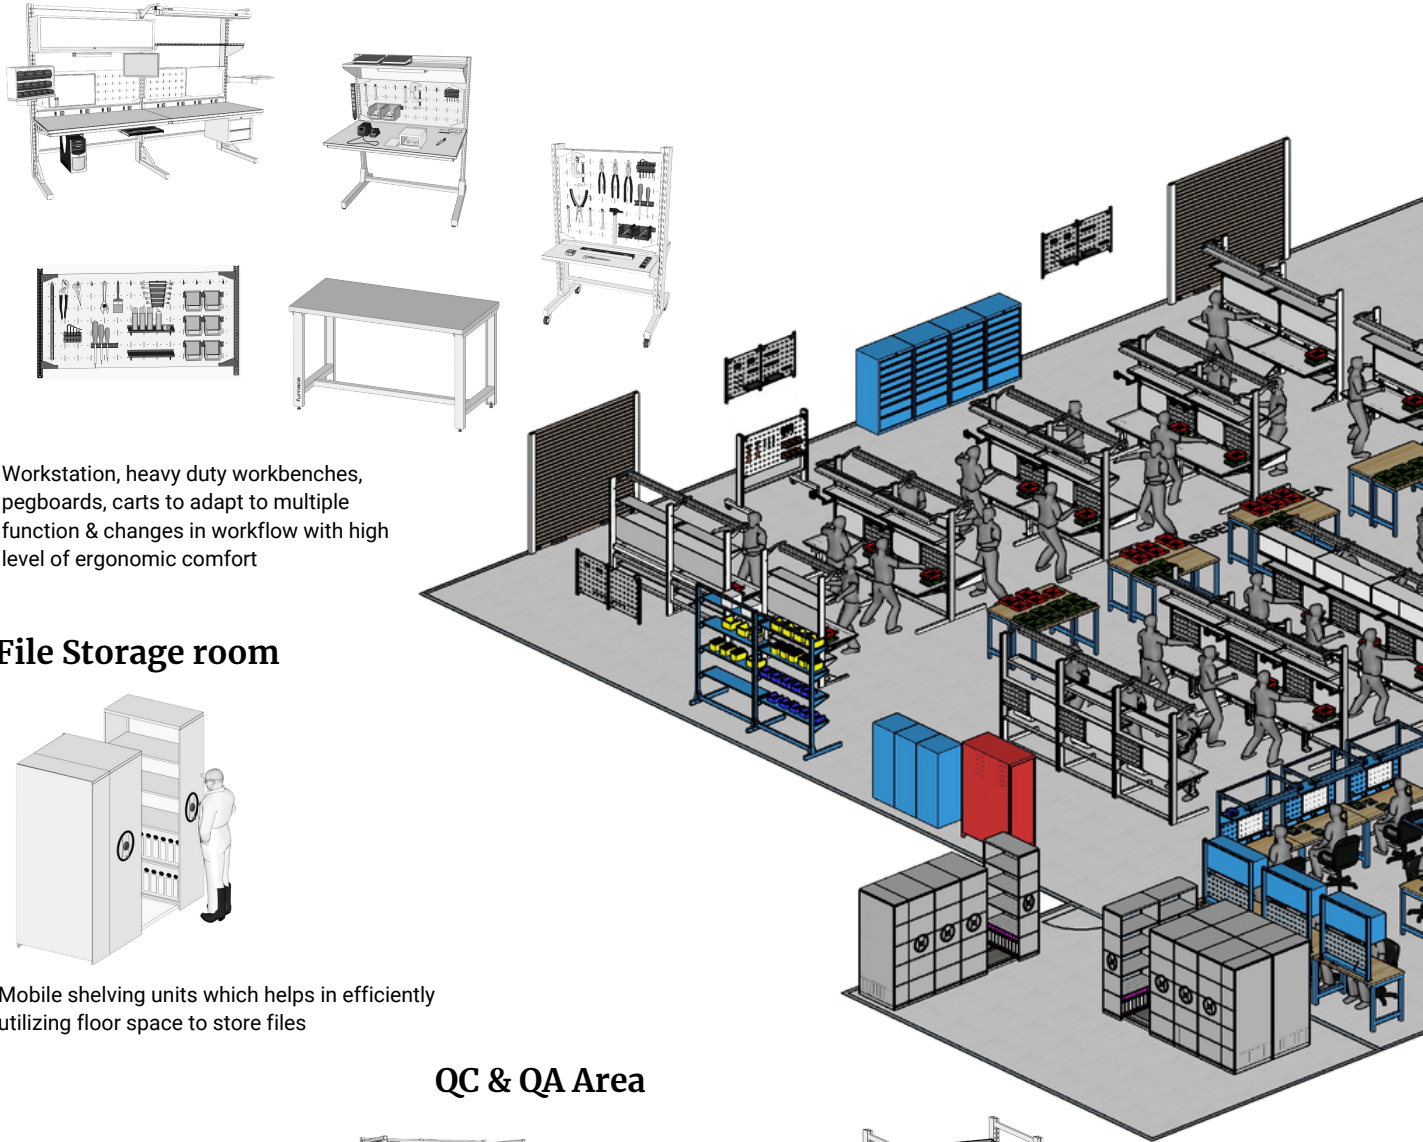 furnace
Workstation, heavy duty workbenches,
pegboards, carts to adapt to multiple
function & changes in workflow with high
level of ergonomic comfort
File Storage room
Mobile shelving units which helps in efficiently
utilizing floor space to store files
QC & QA Area